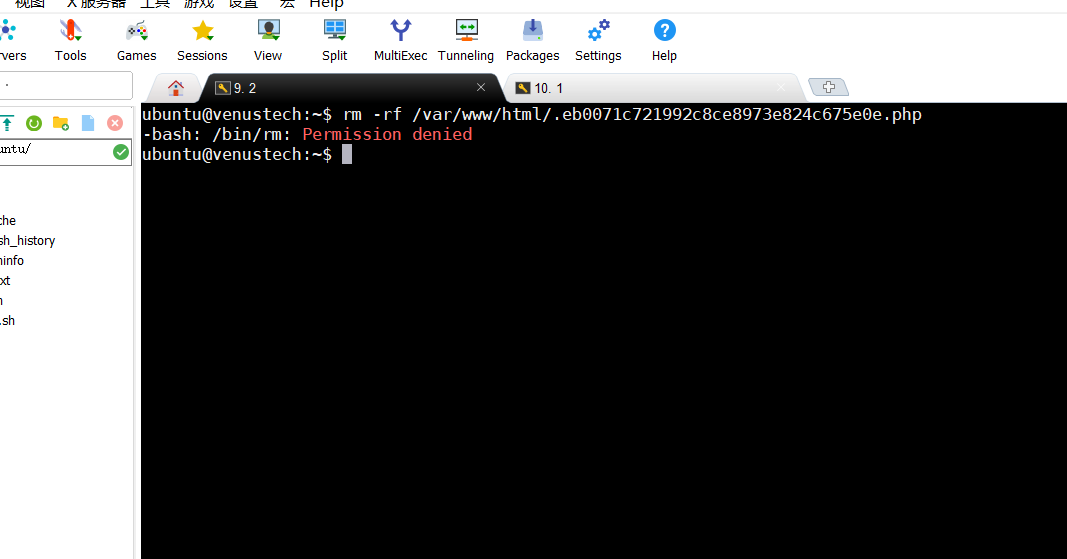 视图 X 服务器 工具 游戏 设置 宏 Help
rvers Tools Games Sessions View Split MultiExec Tunneling Packages Settings Help
9. 2 10. 1
ubuntu@venustech:~$ rm -rf /var/www/html/.eb0071c721992c8ce8973e824c675e0e.php
-bash: /bin/rm: Permission denied
ubuntu@venustech:~$
untu/
che
sh_history
ninfo
xt
.sh